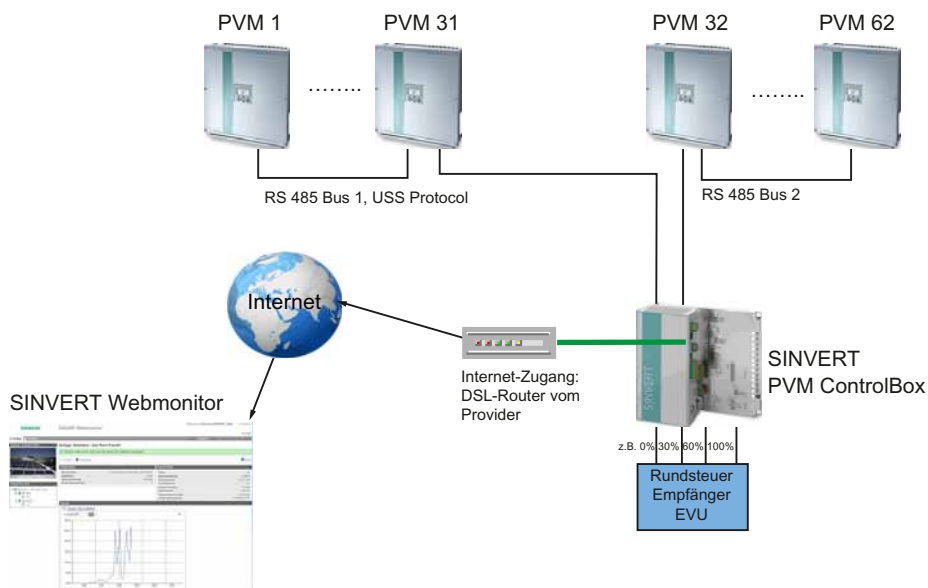 PVM 1
PVM 31
PVM 32
PVM 62
........
........
RS 485 Bus 1, USS Protocol
RS 485 Bus 2
Internet
Internet-Zugang:
DSL-Router vom
Provider
SINVERT
SINVERT
PVM ControlBox
SINVERT Webmonitor
z.B. 0% 30% 60% 100%
Rundsteuer
Empfänger
EVU